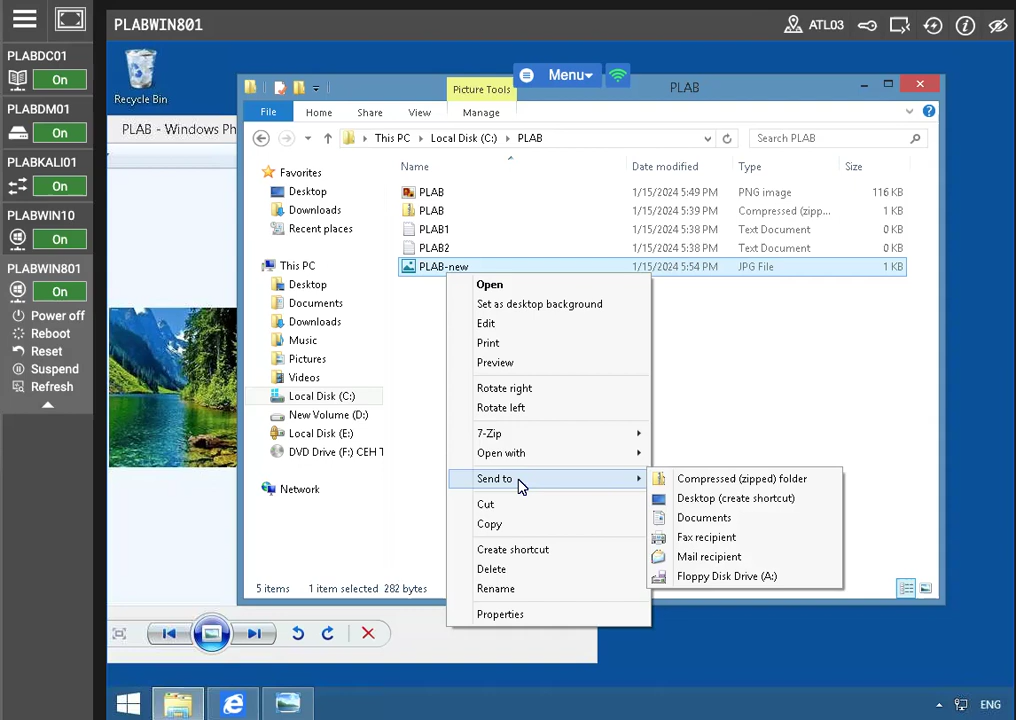 PLABWIN801
ATL03
PLABDC01
On
PLABDM01
On
PLABKALI01
On
PLABWIN10
On
PLABWIN801
On
Power off
Reboot
Reset
Suspend
Refresh
Recycle Bin
PLAB - Windows Ph
Menu
Picture Tools
PLAB
File
Home
Share
View
Manage
This PC
Local Disk (C:)
PLAB
Search PLAB
Favorites
Desktop
Downloads
Recent places
This PC
Desktop
Documents
Downloads
Music
Pictures
Videos
Local Disk (C:)
New Volume (D:)
Local Disk (E:)
DVD Drive (F:) CEH T
Network
Name Date modified Type Size
PLAB 1/15/2024 5:49 PM PNG image 116 KB
PLAB 1/15/2024 5:39 PM Compressed (zipp... 1 KB
PLAB1 1/15/2024 5:38 PM Text Document 0 KB
PLAB2 1/15/2024 5:38 PM Text Document 0 KB
PLAB-new 1/15/2024 5:54 PM JPG File 1 KB
Open
Set as desktop background
Edit
Print
Preview
Rotate right
Rotate left
7-Zip
Open with
Send to
Cut
Copy
Create shortcut
Delete
Rename
Properties
Compressed (zipped) folder
Desktop (create shortcut)
Documents
Fax recipient
Mail recipient
Floppy Disk Drive (A:)
5 items 1 item selected 282 bytes
ENG